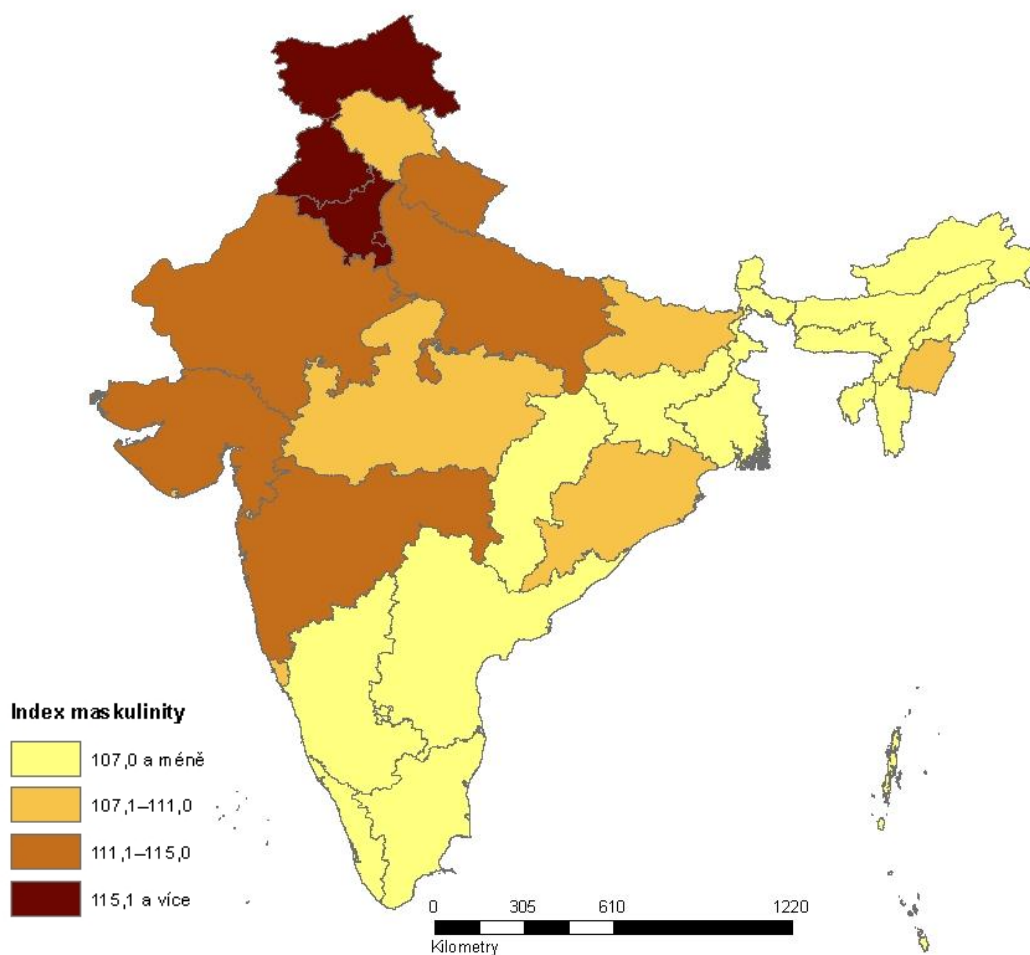 Index maskulinity
107,0 a méně
107,1–111,0
111,1–115,0
115,1 a více
0 305 610 1220
Kilometry